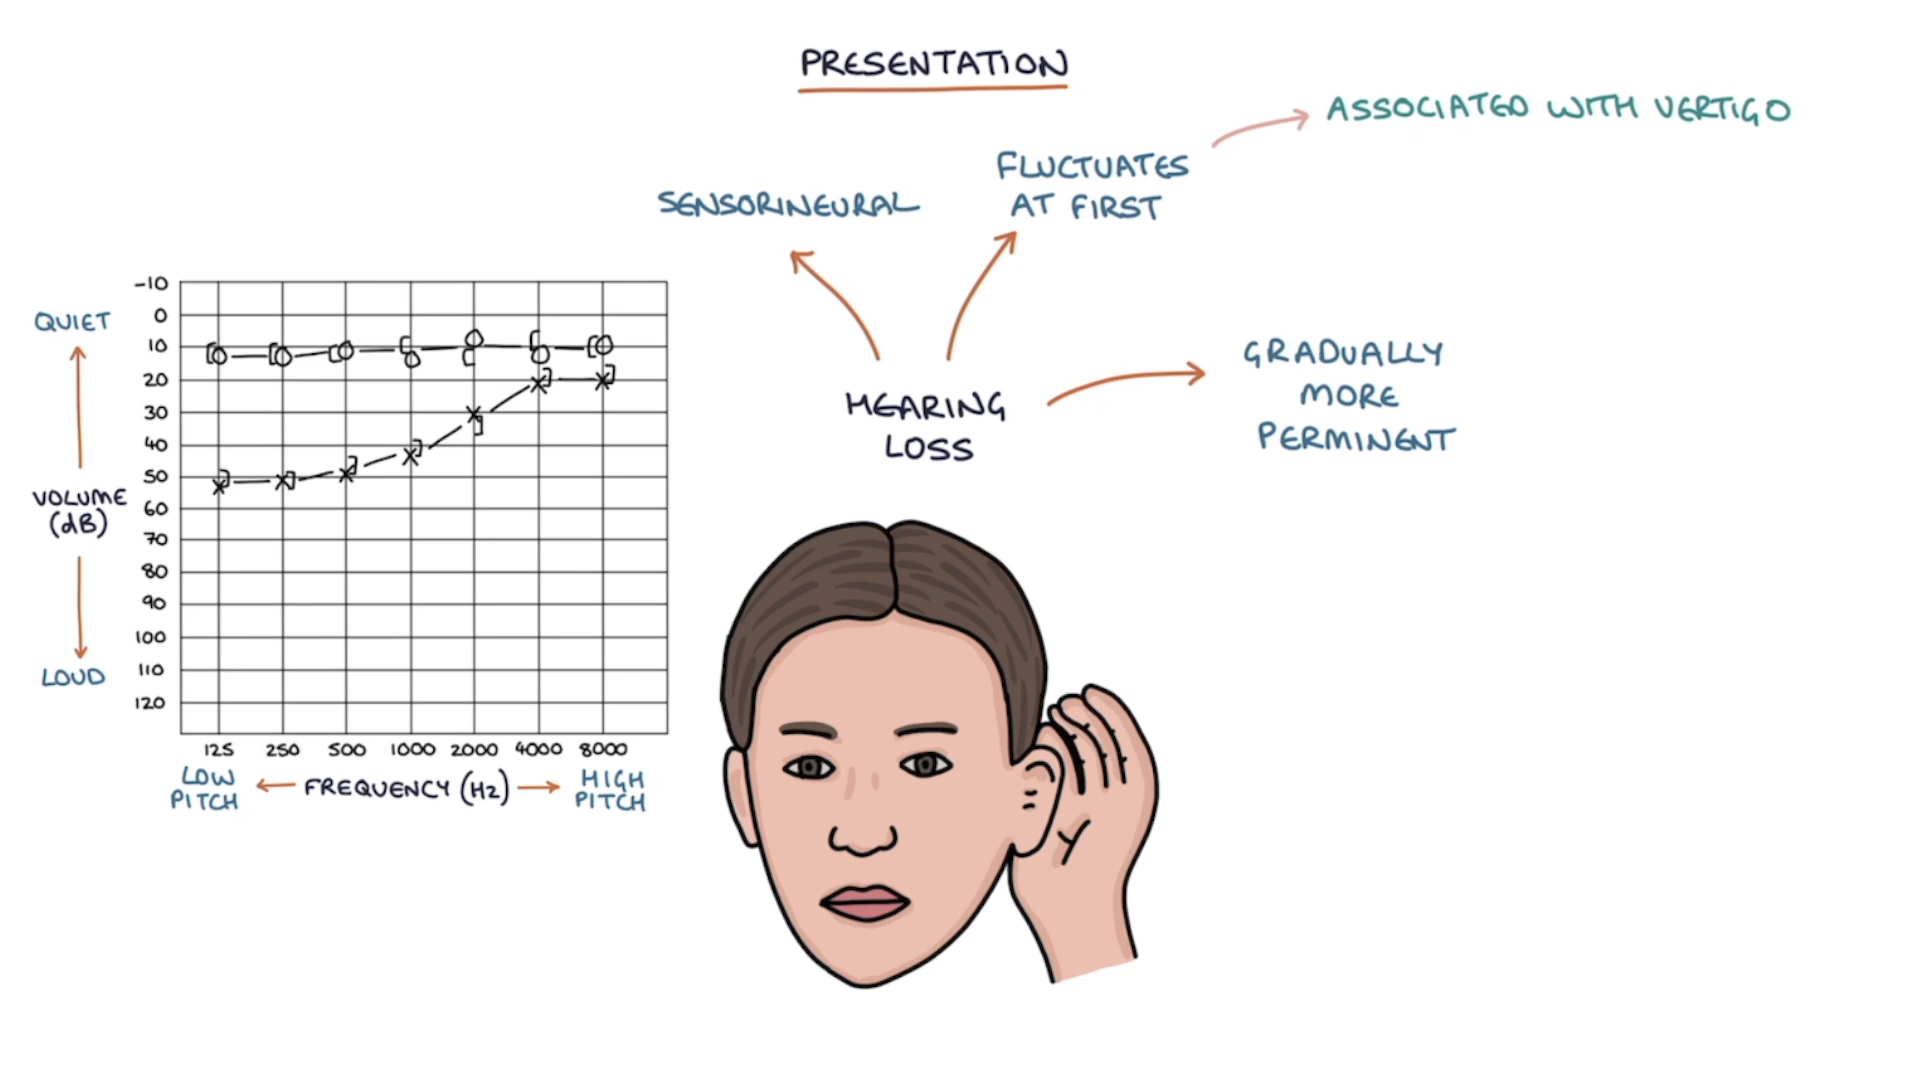 PRESENTATION
ASSOCIATED WITH VERTIGO
FLUCTUATES
AT FIRST
SENSORINEURAL
HEARING
LOSS
GRADUALLY
MORE
PERMINENT
QUIET
VOLUME
(dB)
LOUD
-10
0
10
20
30
40
50
60
70
80
90
100
110
120
125 250 500 1000 2000 4000 8000
LOW
PITCH
FREQUENCY (Hz)
HIGH
PITCH